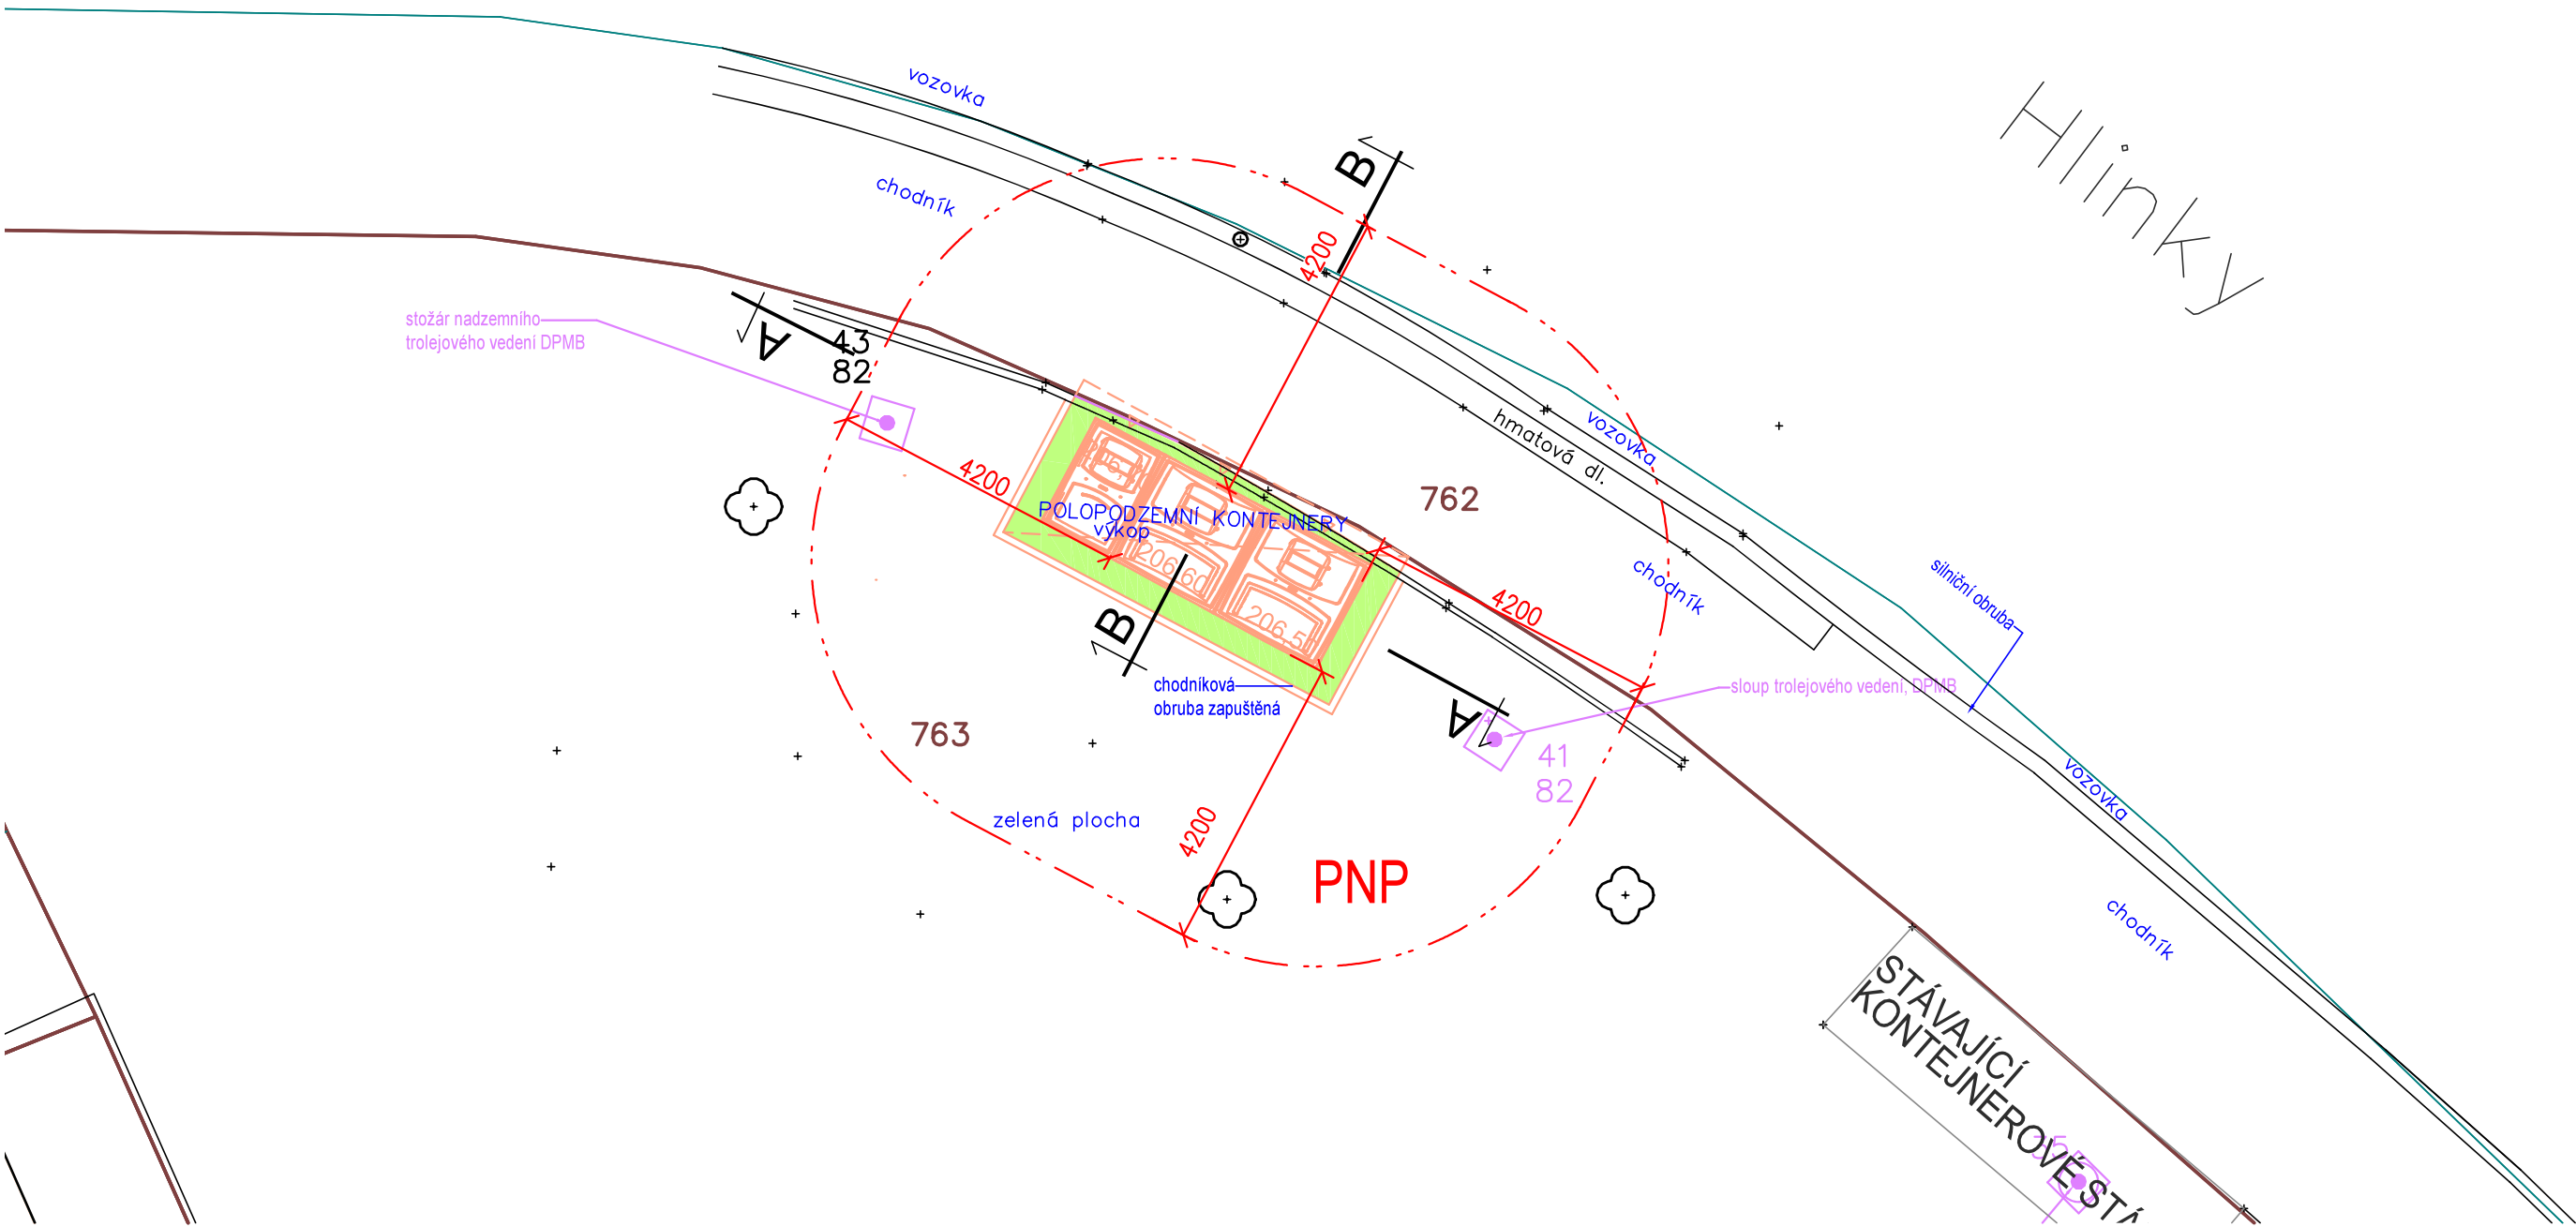 vozovka
Hlinky
chodník
B
4200
stožár nadzemního
trolejového vedení DPMB
A
43
82
4200
hmatová dl.
vozovka
762
POLOPODZEMNÍ KONTEJNERY
výkop
206,60
206,5
chodník
silniční obruba
4200
B
chodníková
obruba zapuštěná
sloup trolejového vedení, DPMB
A
763
41
82
vozovka
zelená plocha
4200
PNP
chodník
STÁVAJÍCÍ
KONTEJNEROVÉ STÁ